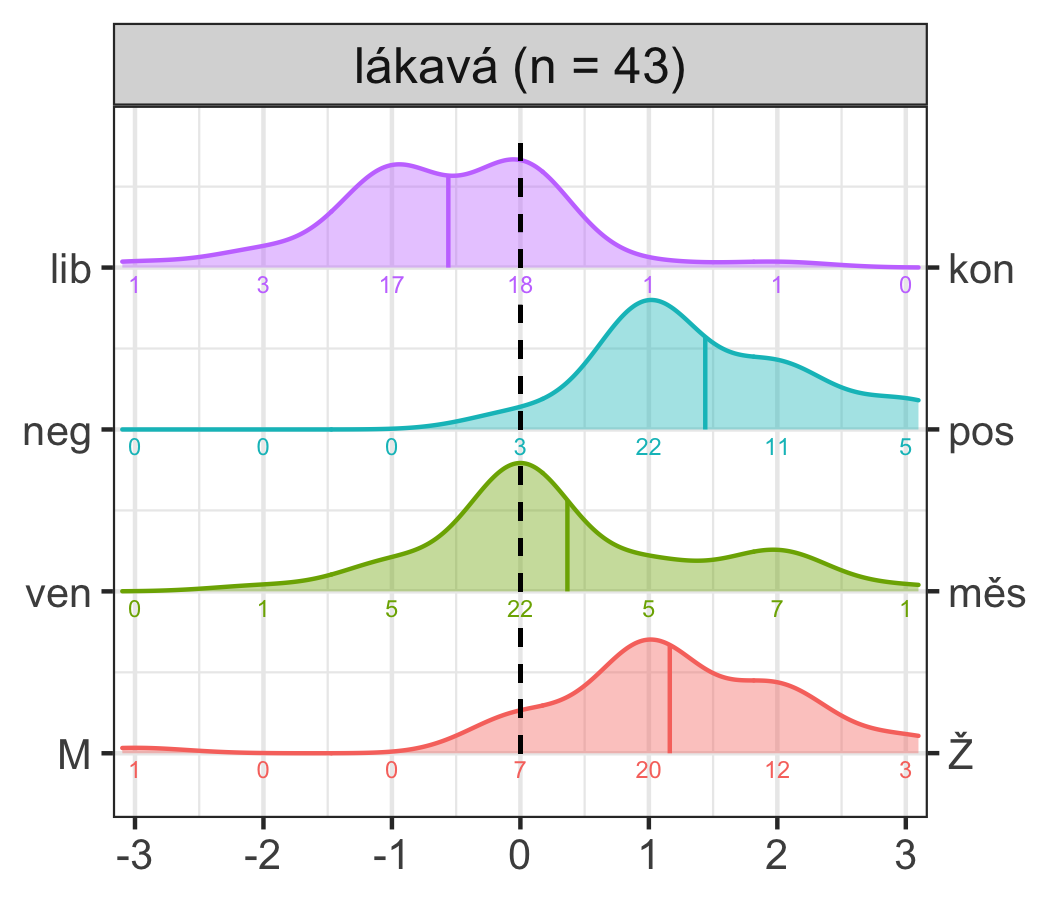 lákavá (n = 43)
lib kon
1 3 17 18 1 1 0
neg pos
0 0 0 3 22 11 5
ven měs
0 1 5 22 5 7 1
M Ž
1 0 0 7 20 12 3
-3 -2 -1 0 1 2 3